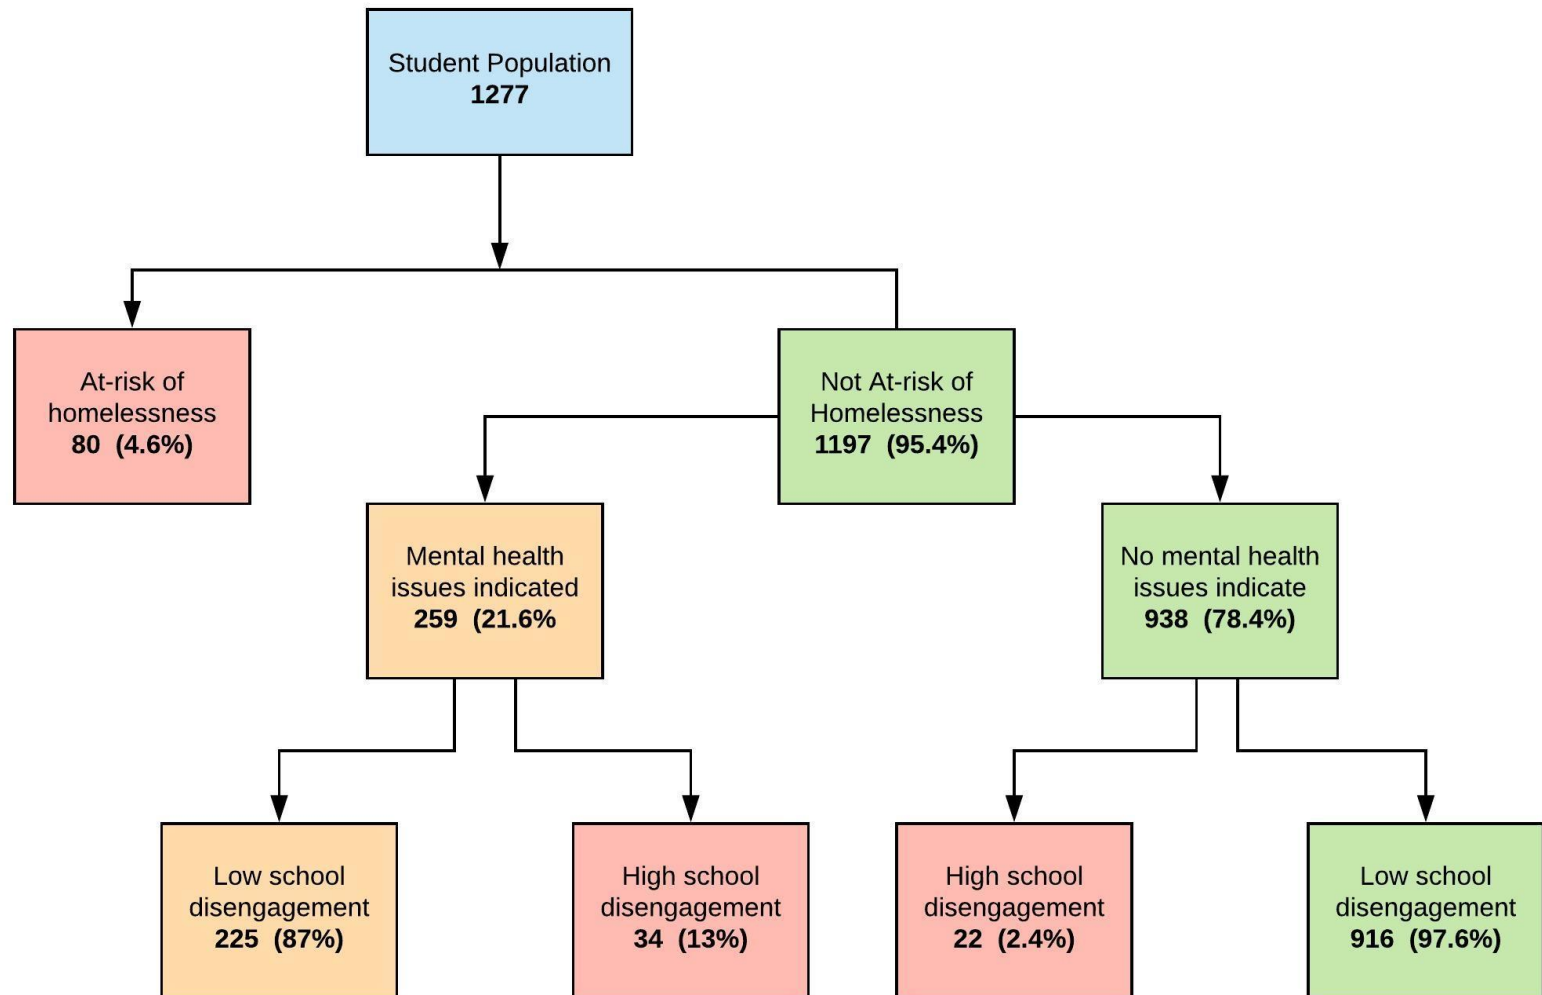 Student Population
1277
At-risk of
homelessness
80 (4.6%)
Not At-risk of
Homelessness
1197 (95.4%)
Mental health
issues indicated
259 (21.6%
No mental health
issues indicate
938 (78.4%)
Low school
disengagement
225 (87%)
High school
disengagement
34 (13%)
High school
disengagement
22 (2.4%)
Low school
disengagement
916 (97.6%)